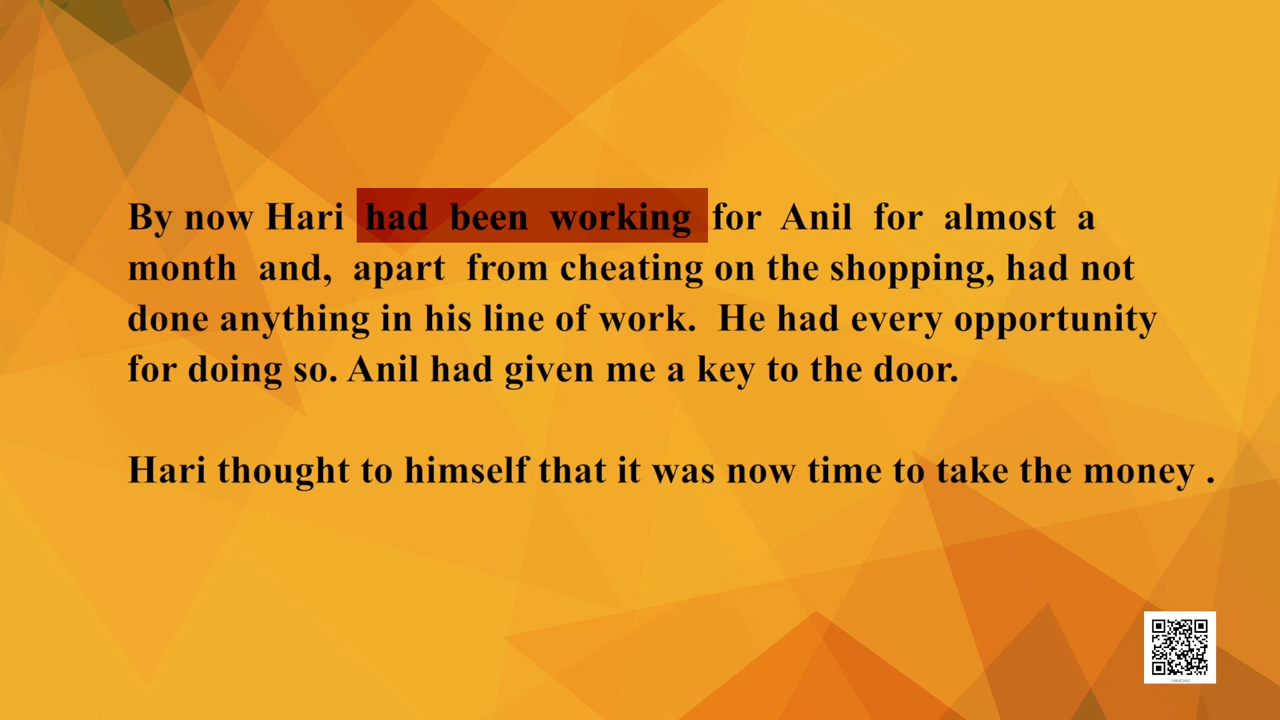 By now Hari had been working for Anil for almost a
month and, apart from cheating on the shopping, had not
done anything in his line of work. He had every opportunity
for doing so. Anil had given me a key to the door.
Hari thought to himself that it was now time to take the money .